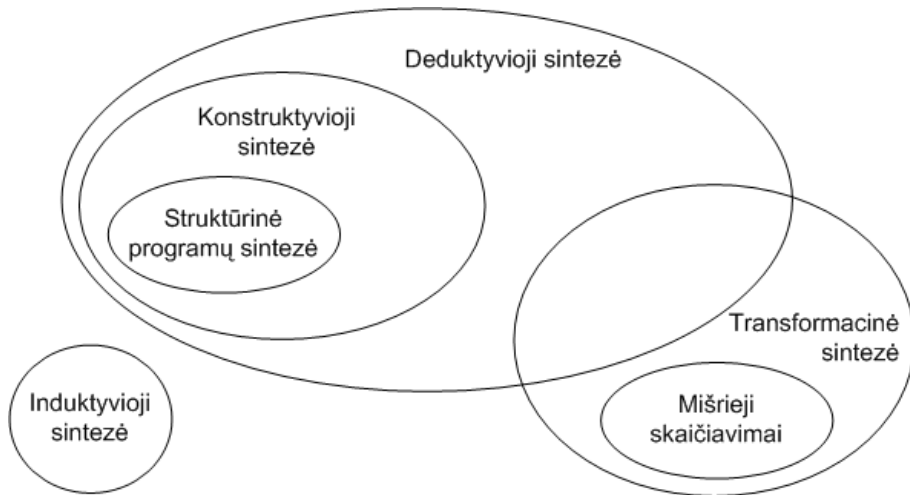 Deduktyvioji sintezė
Konstruktyvioji
sintezė
Struktūrinė
programų sintezė
Transformacinė
sintezė
Mišrieji
skaičiavimai
Induktyvioji
sintezė